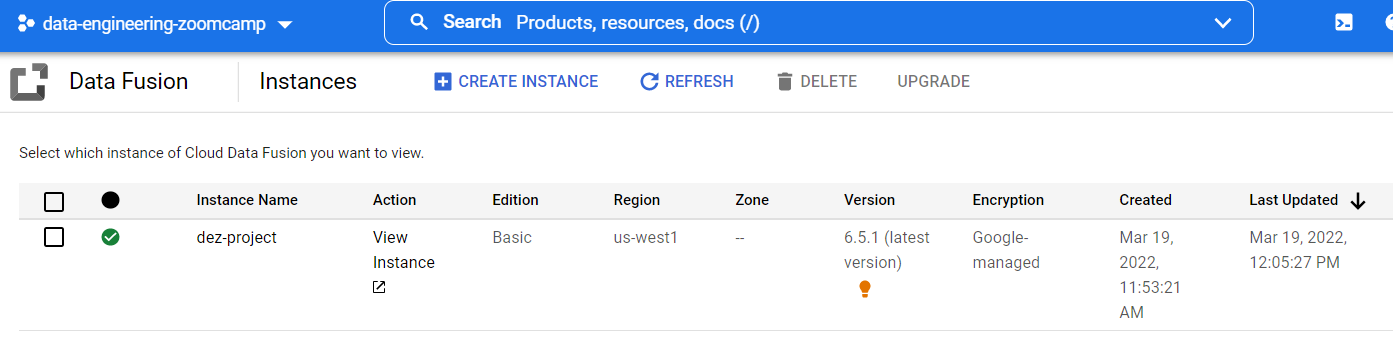 data-engineering-zoomcamp
Search Products, resources, docs (/)
Data Fusion
Instances
CREATE INSTANCE
REFRESH
DELETE
UPGRADE
Select which instance of Cloud Data Fusion you want to view.
Instance Name Action Edition Region Zone Version Encryption Created Last Updated
dez-project View Basic us-west1 -- 6.5.1 (latest Google- Mar 19, Mar 19, 2022,
Instance version) managed 2022, 12:05:27 PM
11:53:21
AM